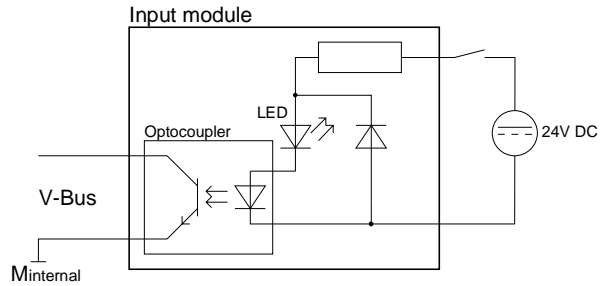 Input module
LED
Optocoupler
24V DC
V-Bus
Minternal